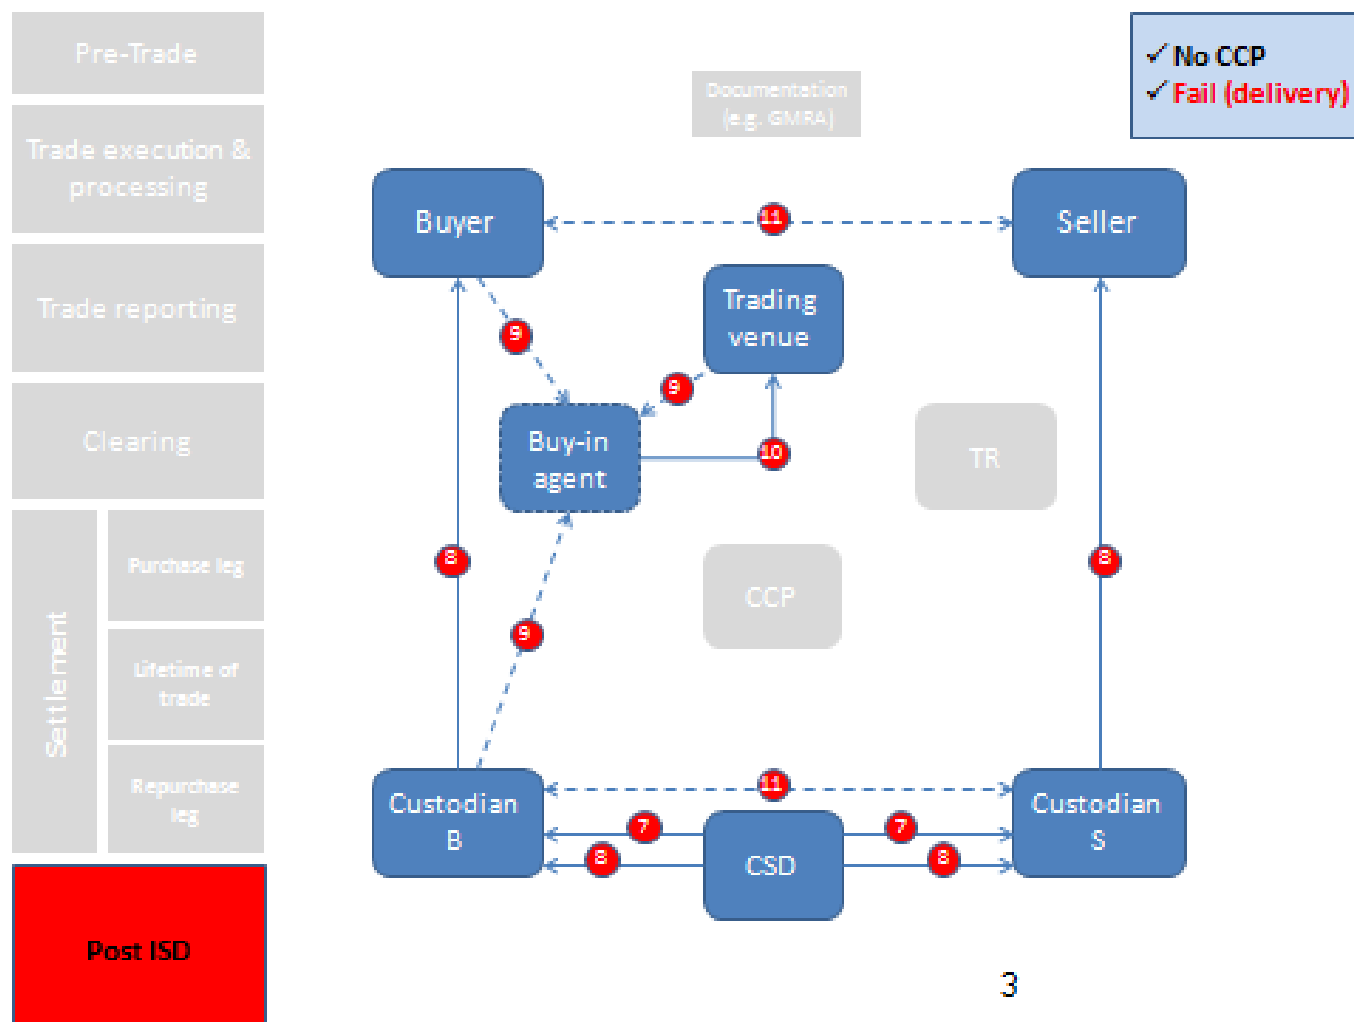 Pre-Trade
Trade execution &
processing
Trade reporting
Clearing
Settlement
Purchase leg
Lifetime of
trade
Repurchase
leg
Post ISD
✓ No CCP
✓ Fail (delivery)
Documentation
(e.g. GMRA)
Buyer
11
Seller
Trading
venue
9
9
Buy-in
agent
10
TR
8
8
CCP
9
11
Custodian
B
7
7
Custodian
S
8
8
CSD
3